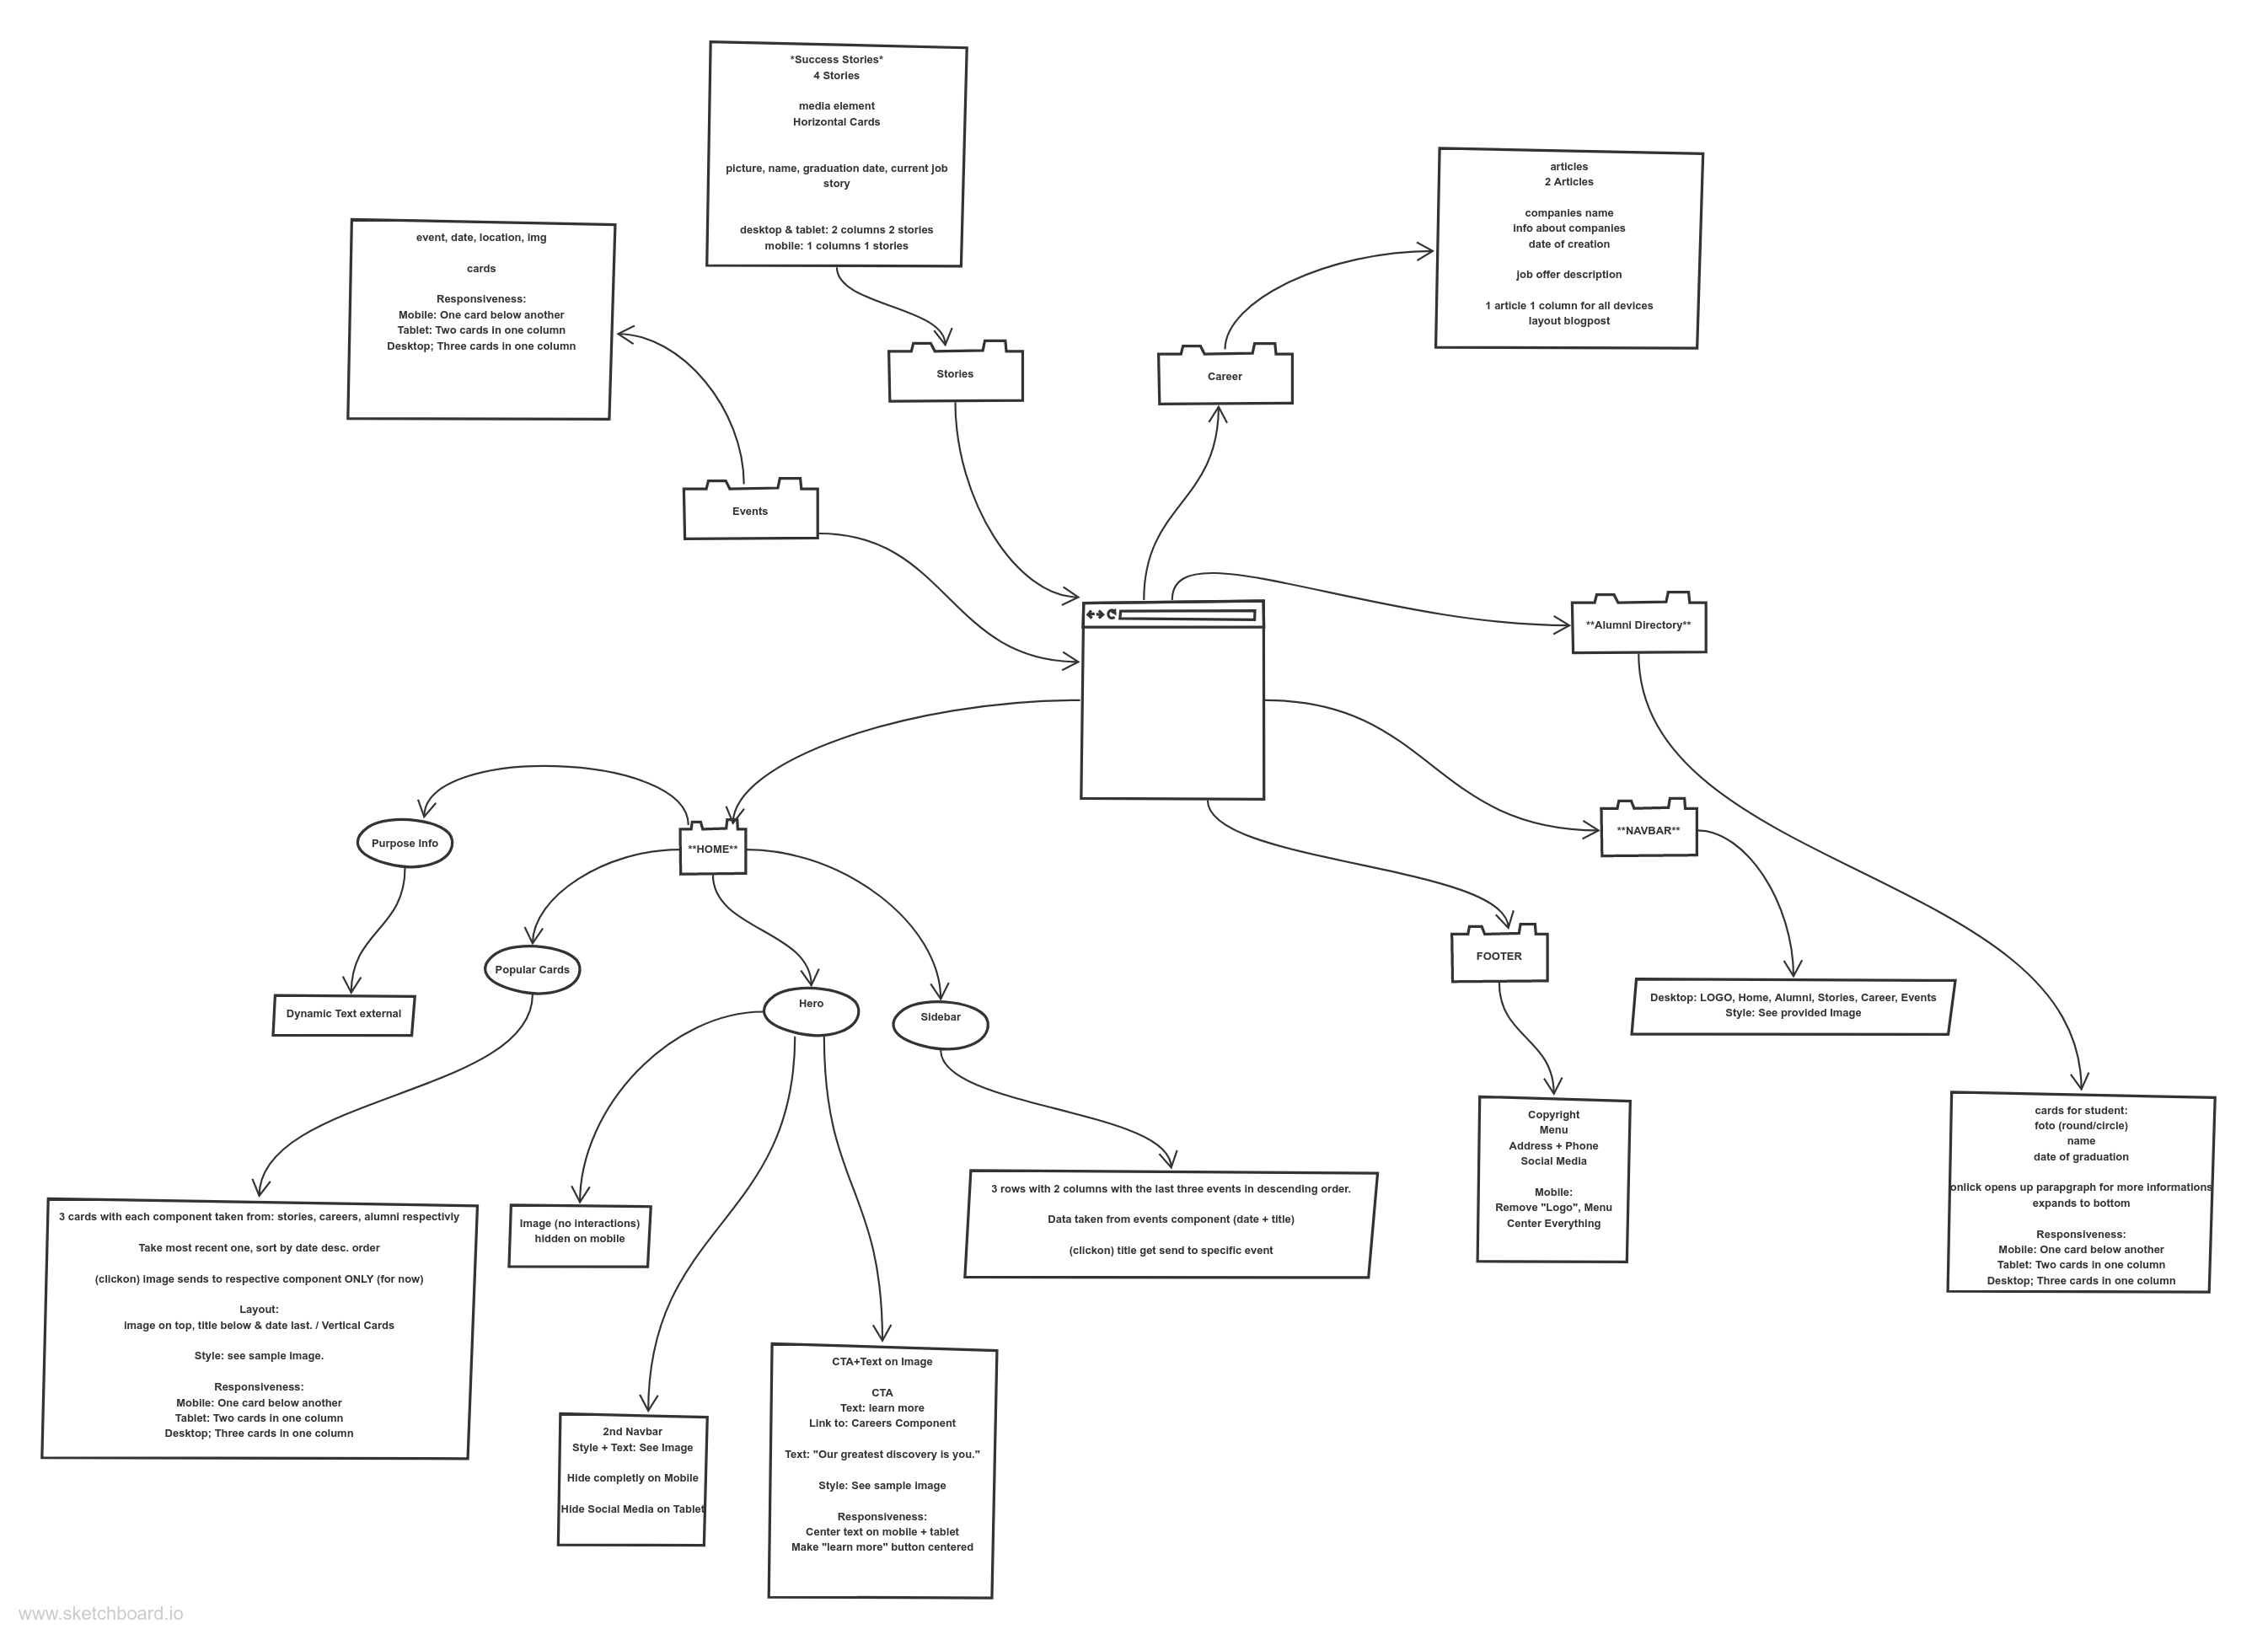 *Success Stories*
4 Stories
media element
Horizontal Cards
picture, name, graduation date, current job
story
desktop & tablet: 2 columns 2 stories
mobile: 1 columns 1 stories
articles
2 Articles
companies name
info about companies
date of creation
job offer description
1 article 1 column for all devices
layout blogpost
event, date, location, img
cards
Responsiveness:
Mobile: One card below another
Tablet: Two cards in one column
Desktop; Three cards in one column
Stories
Career
Events
**Alumni Directory**
**NAVBAR**
**HOME**
Purpose Info
Popular Cards
Hero
Sidebar
FOOTER
Dynamic Text external
Desktop: LOGO, Home, Alumni, Stories, Career, Events
Style: See provided Image
Copyright
Menu
Address + Phone
Social Media
Mobile:
Remove "Logo", Menu
Center Everything
cards for student:
foto (round/circle)
name
date of graduation
onlick opens up parapgraph for more informations
expands to bottom
Responsiveness:
Mobile: One card below another
Tablet: Two cards in one column
Desktop; Three cards in one column
3 cards with each component taken from: stories, careers, alumni respectivly
Take most recent one, sort by date desc. order
(clickon) image sends to respective component ONLY (for now)
Layout:
image on top, title below & date last. / Vertical Cards
Style: see sample image.
Responsiveness:
Mobile: One card below another
Tablet: Two cards in one column
Desktop; Three cards in one column
Image (no interactions)
hidden on mobile
3 rows with 2 columns with the last three events in descending order.
Data taken from events component (date + title)
(clickon) title get send to specific event
2nd Navbar
Style + Text: See Image
Hide completly on Mobile
Hide Social Media on Tablet
CTA+Text on Image
CTA
Text: learn more
Link to: Careers Component
Text: "Our greatest discovery is you."
Style: See sample image
Responsiveness:
Center text on mobile + tablet
Make "learn more" button centered
www.sketchboard.io